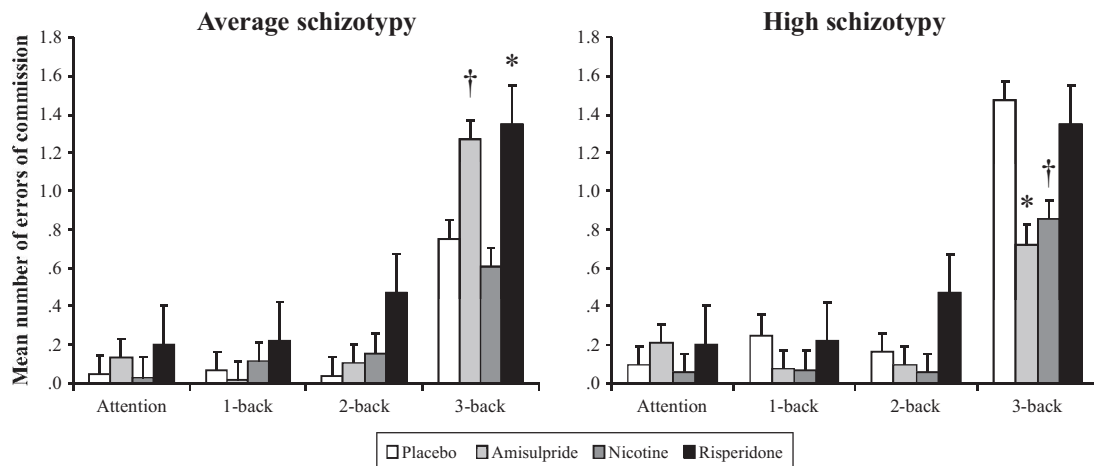 Average schizotypy
High schizotypy
Mean number of errors of commission
1.8
1.6
1.4
1.2
1.0
.8
.6
.4
.2
.0
†
*
Attention
1-back
2-back
3-back
1.8
1.6
1.4
1.2
1.0
.8
.6
.4
.2
.0
*
†
Attention
1-back
2-back
3-back
Placebo Amisulpride Nicotine Risperidone